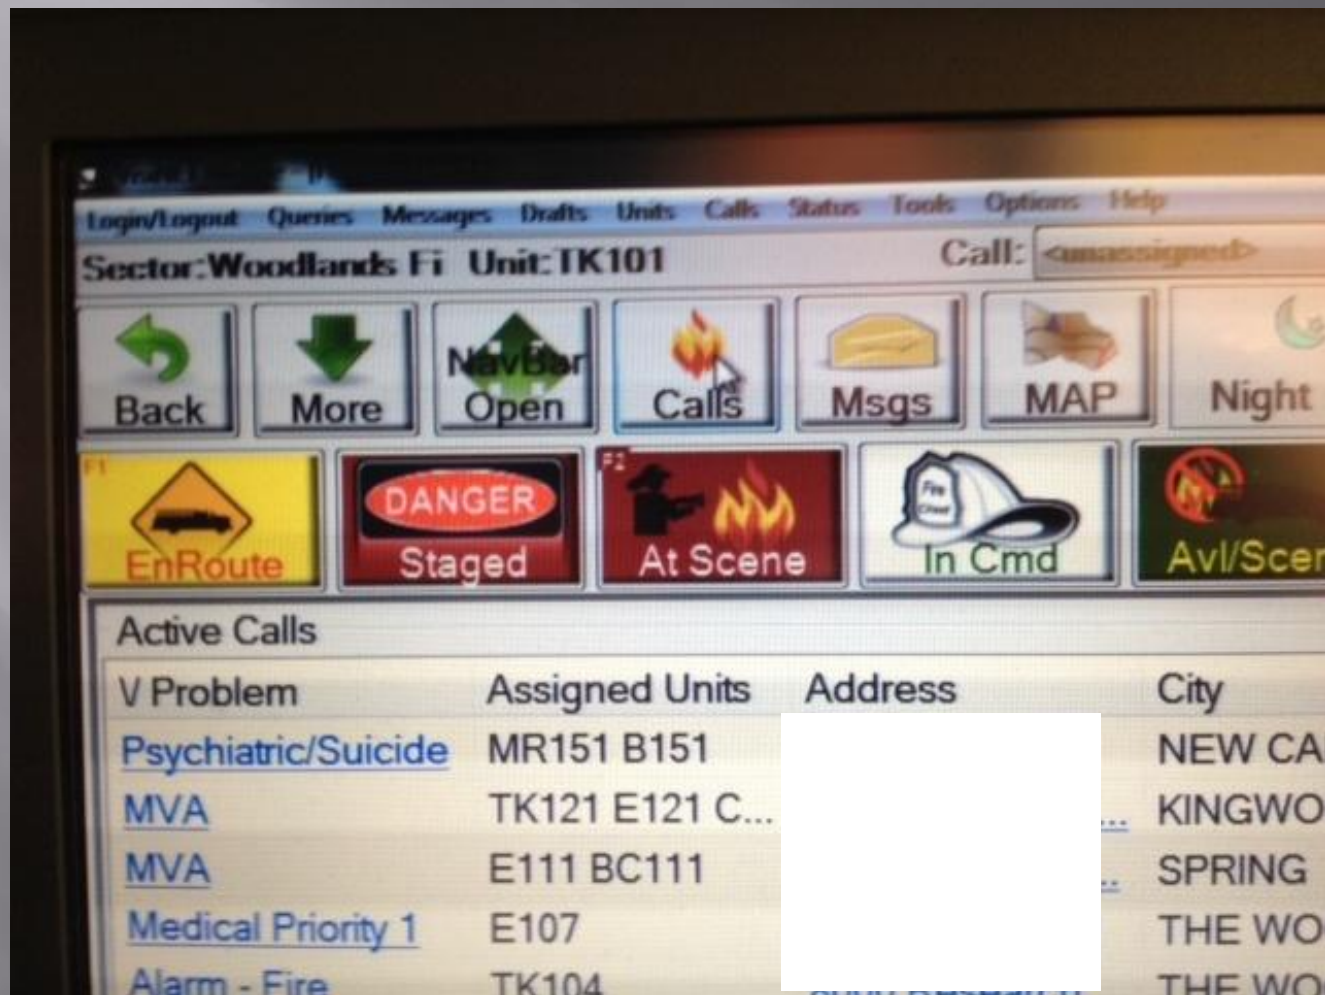 Login/Logout Queries Messages Drafts Units Calls Status Tools Options Help
Sector:Woodlands Fi Unit:TK101 Call: <unassigned>
Back More NavBar Open Calls Msgs MAP Night
F1 EnRoute DANGER Staged F2 At Scene Fire Chief In Cmd Avl/Scen
Active Calls
V Problem Assigned Units Address City
Psychiatric/Suicide MR151 B151 NEW CA
MVA TK121 E121 C... ... KINGWO
MVA E111 BC111 .. SPRING
Medical Priority 1 E107 THE WO
Alarm - Fire TK104 THE WO